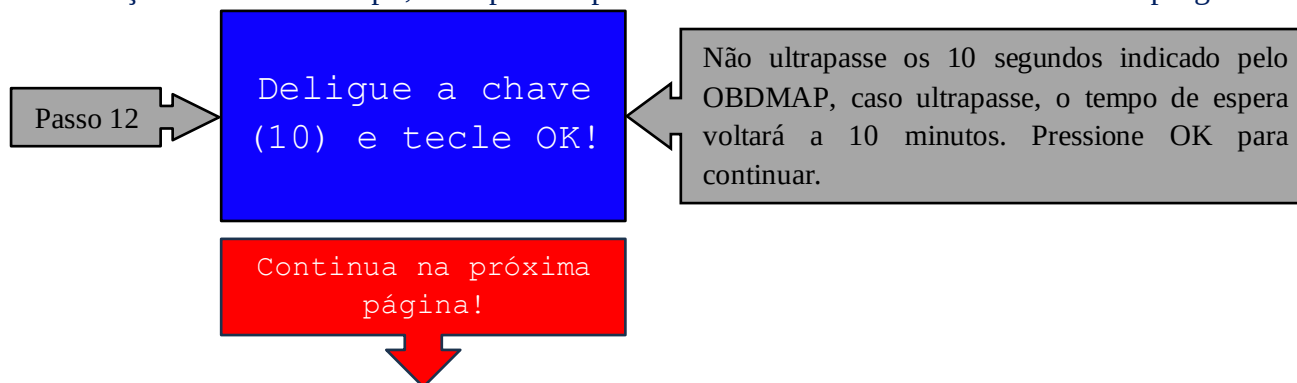 Passo 12
Deligue a chave
(10) e tecle OK!
Não ultrapasse os 10 segundos indicado pelo
OBDMAP, caso ultrapasse, o tempo de espera
voltará a 10 minutos. Pressione OK para
continuar.
Continua na próxima
página!